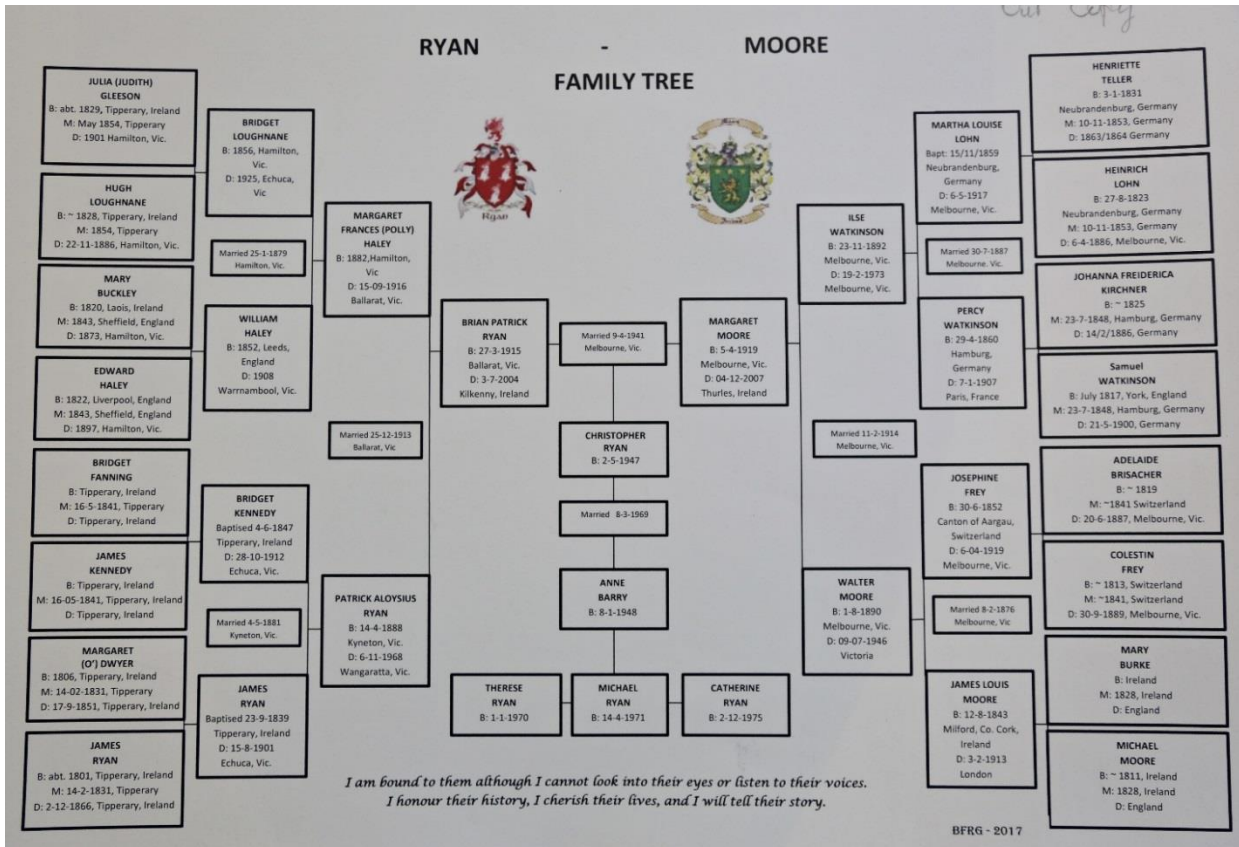 Our Copy
RYAN - MOORE
FAMILY TREE
JULIA (JUDITH)
GLEESON
B: abt. 1829, Tipperary, Ireland
M: May 1854, Tipperary
D: 1901 Hamilton, Vic.
HUGH
LOUGHNANE
B: ~ 1828, Tipperary, Ireland
M: 1854, Tipperary
D: 22-11-1886, Hamilton, Vic.
MARY
BUCKLEY
B: 1820, Laois, Ireland
M: 1843, Sheffield, England
D: 1873, Hamilton, Vic.
EDWARD
HALEY
B: 1822, Liverpool, England
M: 1843, Sheffield, England
D: 1897, Hamilton, Vic.
BRIDGET
FANNING
B: Tipperary, Ireland
M: 16-5-1841, Tipperary
D: Tipperary, Ireland
JAMES
KENNEDY
B: Tipperary, Ireland
M: 16-05-1841, Tipperary, Ireland
D: Tipperary, Ireland
MARGARET
(O') DWYER
B: 1806, Tipperary, Ireland
M: 14-02-1831, Tipperary
D: 17-9-1851, Tipperary, Ireland
JAMES
RYAN
B: abt. 1801, Tipperary, Ireland
M: 14-2-1831, Tipperary
D: 2-12-1866, Tipperary, Ireland
BRIDGET
LOUGHNANE
B: 1856, Hamilton,
Vic.
D: 1925, Echuca,
Vic
Married 25-1-1879
Hamilton, Vic.
WILLIAM
HALEY
B: 1852, Leeds,
England
D: 1908
Warrnambool, Vic.
BRIDGET
KENNEDY
Baptised 4-6-1847
Tipperary, Ireland
D: 28-10-1912
Echuca, Vic.
Married 4-5-1881
Kyneton, Vic.
JAMES
RYAN
Baptised 23-9-1839
Tipperary, Ireland
D: 15-8-1901
Echuca, Vic.
MARGARET
FRANCES (POLLY)
HALEY
B: 1882,Hamilton,
Vic
D: 15-09-1916
Ballarat, Vic.
Married 25-12-1913
Ballarat, Vic
PATRICK ALOYSIUS
RYAN
B: 14-4-1888
Kyneton, Vic.
D: 6-11-1968
Wangaratta, Vic.
Ryan
BRIAN PATRICK
RYAN
B: 27-3-1915
Ballarat, Vic.
D: 3-7-2004
Kilkenny, Ireland
Married 9-4-1941
Melbourne, Vic.
MARGARET
MOORE
B: 5-4-1919
Melbourne, Vic.
D: 04-12-2007
Thurles, Ireland
CHRISTOPHER
RYAN
B: 2-5-1947
Married 8-3-1969
ANNE
BARRY
B: 8-1-1948
THERESE
RYAN
B: 1-1-1970
MICHAEL
RYAN
B: 14-4-1971
CATHERINE
RYAN
B: 2-12-1975
Moore
Ireland
ILSE
WATKINSON
B: 23-11-1892
Melbourne, Vic.
D: 19-2-1973
Melbourne, Vic.
Married 11-2-1914
Melbourne, Vic.
WALTER
MOORE
B: 1-8-1890
Melbourne, Vic.
D: 09-07-1946
Victoria
MARTHA LOUISE
LOHN
Bapt: 15/11/1859
Neubrandenburg,
Germany
D: 6-5-1917
Melbourne, Vic.
Married 30-7-1887
Melbourne. Vic.
PERCY
WATKINSON
B: 29-4-1860
Hamburg,
Germany
D: 7-1-1907
Paris, France
JOSEPHINE
FREY
B: 30-6-1852
Canton of Aargau,
Switzerland
D: 6-04-1919
Melbourne, Vic.
Married 8-2-1876
Melbourne, Vic
JAMES LOUIS
MOORE
B: 12-8-1843
Milford, Co. Cork,
Ireland
D: 3-2-1913
London
HENRIETTE
TELLER
B: 3-1-1831
Neubrandenburg, Germany
M: 10-11-1853, Germany
D: 1863/1864 Germany
HEINRICH
LOHN
B: 27-8-1823
Neubrandenburg, Germany
M: 10-11-1853, Germany
D: 6-4-1886, Melbourne, Vic.
JOHANNA FREIDERICA
KIRCHNER
B: ~ 1825
M: 23-7-1848, Hamburg, Germany
D: 14/2/1886, Germany
Samuel
WATKINSON
B: July 1817, York, England
M: 23-7-1848, Hamburg, Germany
D: 21-5-1900, Germany
ADELAIDE
BRISACHER
B: ~ 1819
M: ~1841 Switzerland
D: 20-6-1887, Melbourne, Vic.
COLESTIN
FREY
B: ~ 1813, Switzerland
M: ~1841, Switzerland
D: 30-9-1889, Melbourne, Vic.
MARY
BURKE
B: Ireland
M: 1828, Ireland
D: England
MICHAEL
MOORE
B: ~ 1811, Ireland
M: 1828, Ireland
D: England
I am bound to them although I cannot look into their eyes or listen to their voices.
I honour their history, I cherish their lives, and I will tell their story.
BFRG - 2017